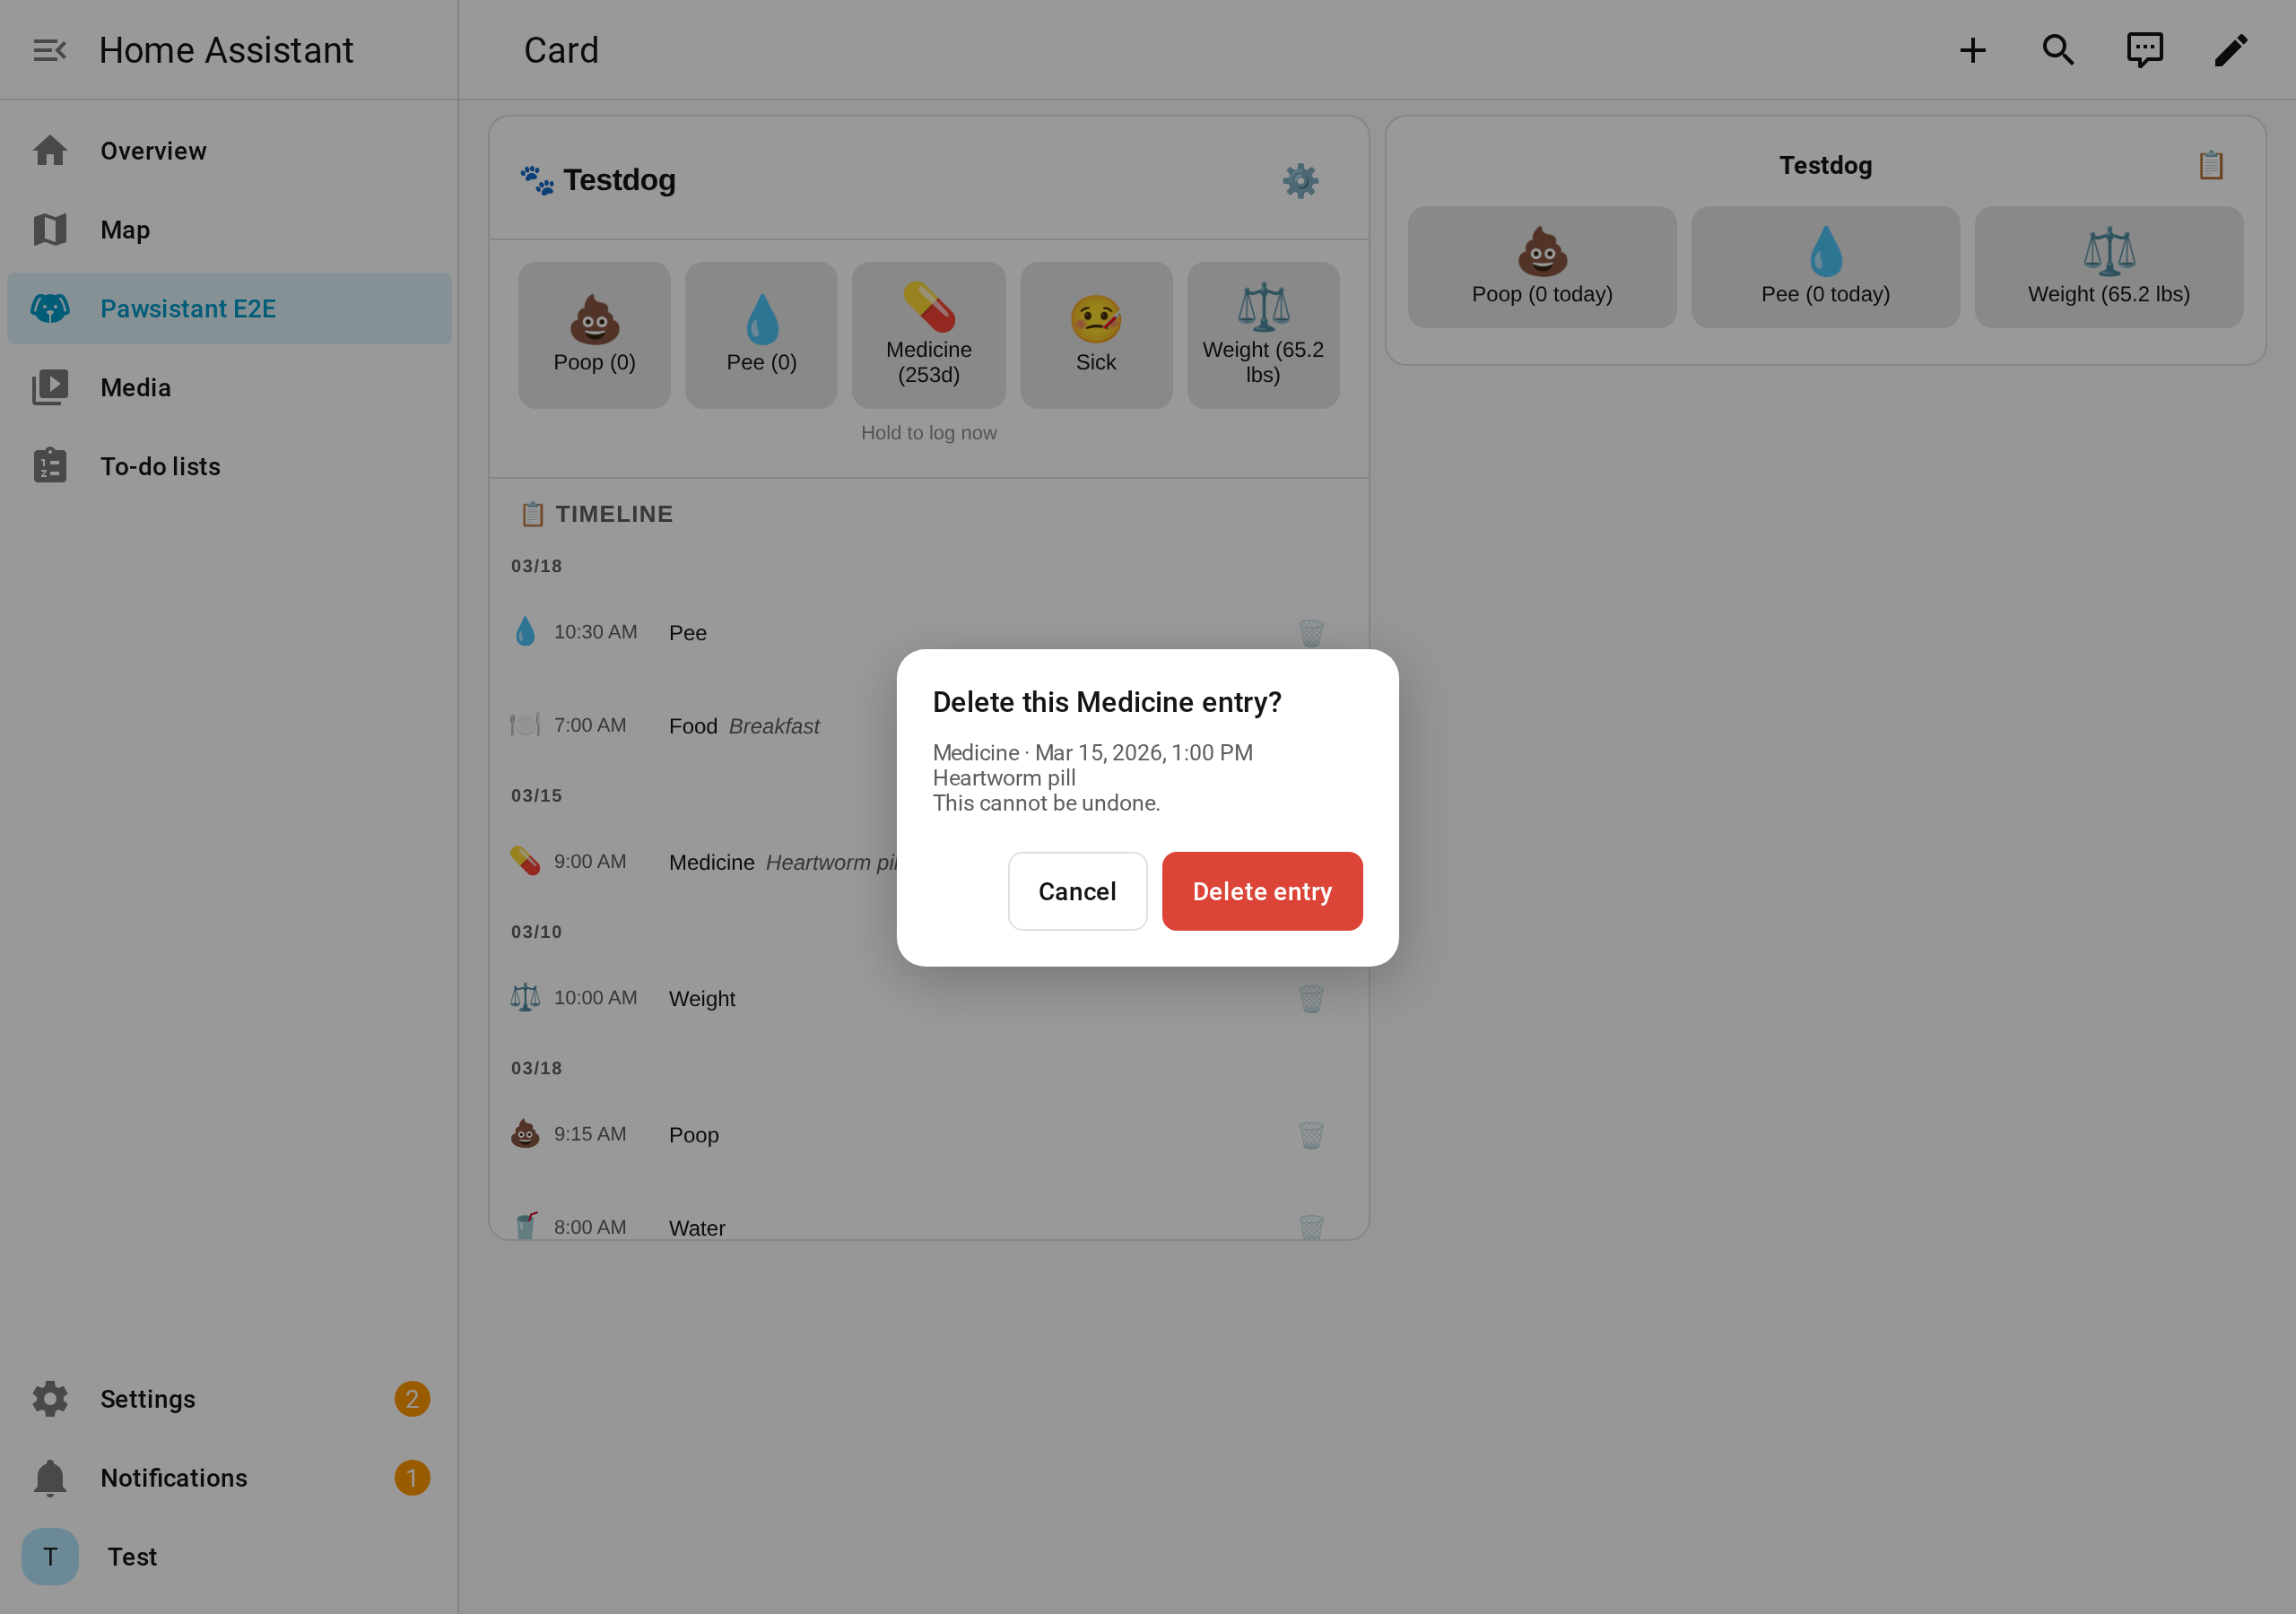 Home Assistant
Overview
Map
Pawsistant E2E
Media
To-do lists
Settings
2
Notifications
1
T
Test
Card
Testdog
Poop (0)
Pee (0)
Medicine
(253d)
Sick
Weight (65.2
lbs)
Hold to log now
TIMELINE
03/18
10:30 AM Pee
7:00 AM Food Breakfast
03/15
9:00 AM Medicine Heartworm
03/10
10:00 AM Weight
03/18
9:15 AM Poop
8:00 AM Water
Testdog
Poop (0 today)
Pee (0 today)
Weight (65.2 lbs)
Delete this Medicine entry?
Medicine · Mar 15, 2026, 1:00 PM
Heartworm pill
This cannot be undone.
Cancel
Delete entry